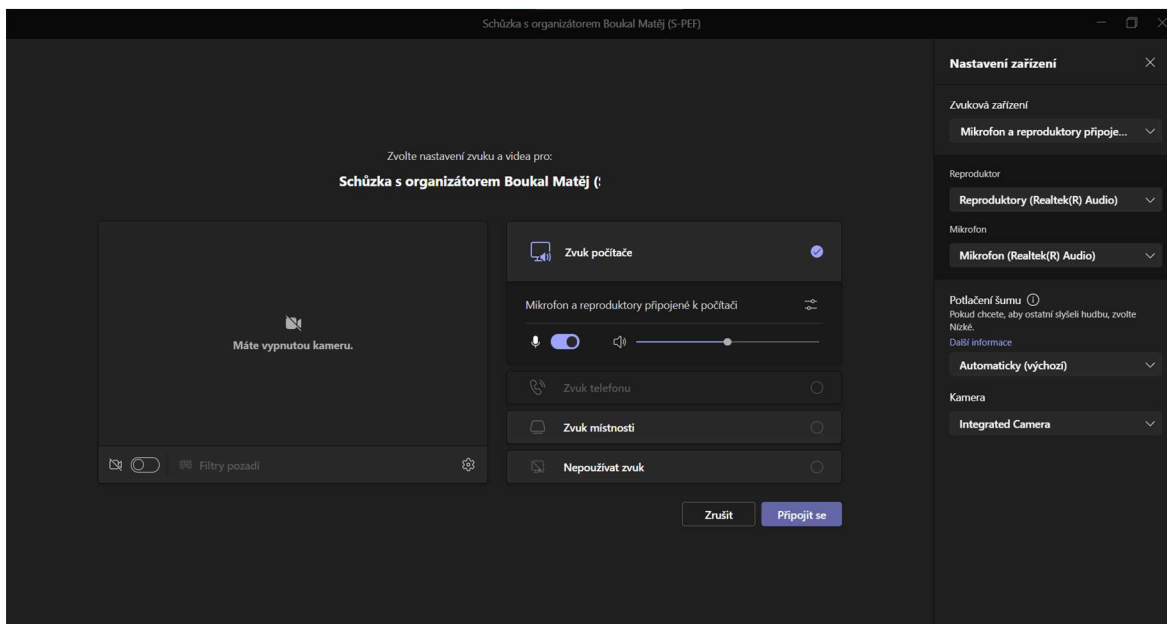 Schůzka s organizátorem Boukal Matěj (S-PEF)
Zvolte nastavení zvuku a videa pro:
Schůzka s organizátorem Boukal Matěj (
Máte vypnutou kameru.
Filtry pozadí
Zvuk počítače
Mikrofon a reproduktory připojené k počítači
Zvuk telefonu
Zvuk místnosti
Nepoužívat zvuk
Zrušit
Připojit se
Nastavení zařízení
Zvuková zařízení
Mikrofon a reproduktory připoje...
Reproduktor
Reproduktory (Realtek(R) Audio)
Mikrofon
Mikrofon (Realtek(R) Audio)
Potlačení šumu
Pokud chcete, aby ostatní slyšeli hudbu, zvolte
Nízké.
Další informace
Automaticky (výchozí)
Kamera
Integrated Camera